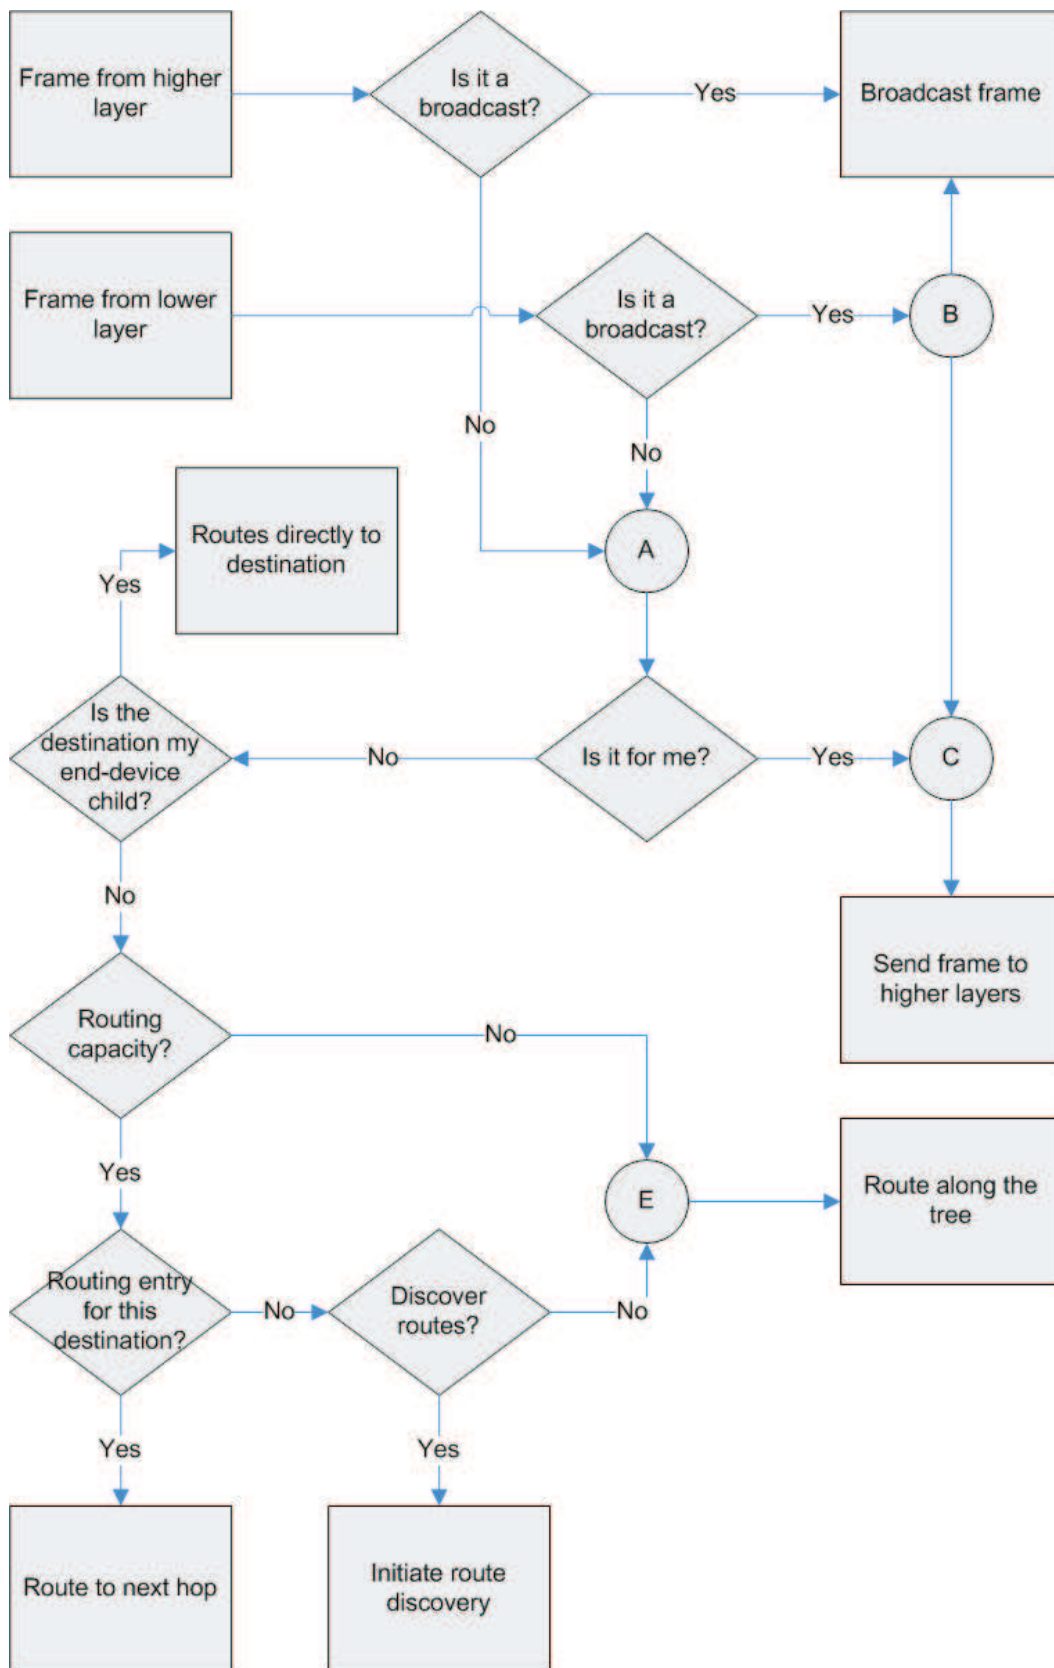 Frame from higher
layer
Is it a
broadcast?
Yes
Broadcast frame
Frame from lower
layer
Is it a
broadcast?
Yes
B
No
No
Routes directly to
destination
A
Yes
Is the
destination my
end-device
child?
No
Is it for me?
Yes
C
No
Send frame to
higher layers
Routing
capacity?
No
Yes
E
Route along the
tree
Routing entry
for this
destination?
No
Discover
routes?
No
Yes
Yes
Route to next hop
Initiate route
discovery